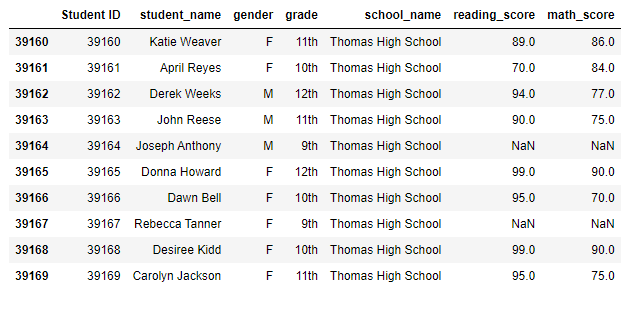 Student ID student_name gender grade school_name reading_score math_score
39160 39160 Katie Weaver F 11th Thomas High School 89.0 86.0
39161 39161 April Reyes F 10th Thomas High School 70.0 84.0
39162 39162 Derek Weeks M 12th Thomas High School 94.0 77.0
39163 39163 John Reese M 11th Thomas High School 90.0 75.0
39164 39164 Joseph Anthony M 9th Thomas High School NaN NaN
39165 39165 Donna Howard F 12th Thomas High School 99.0 90.0
39166 39166 Dawn Bell F 10th Thomas High School 95.0 70.0
39167 39167 Rebecca Tanner F 9th Thomas High School NaN NaN
39168 39168 Desiree Kidd F 10th Thomas High School 99.0 90.0
39169 39169 Carolyn Jackson F 11th Thomas High School 95.0 75.0